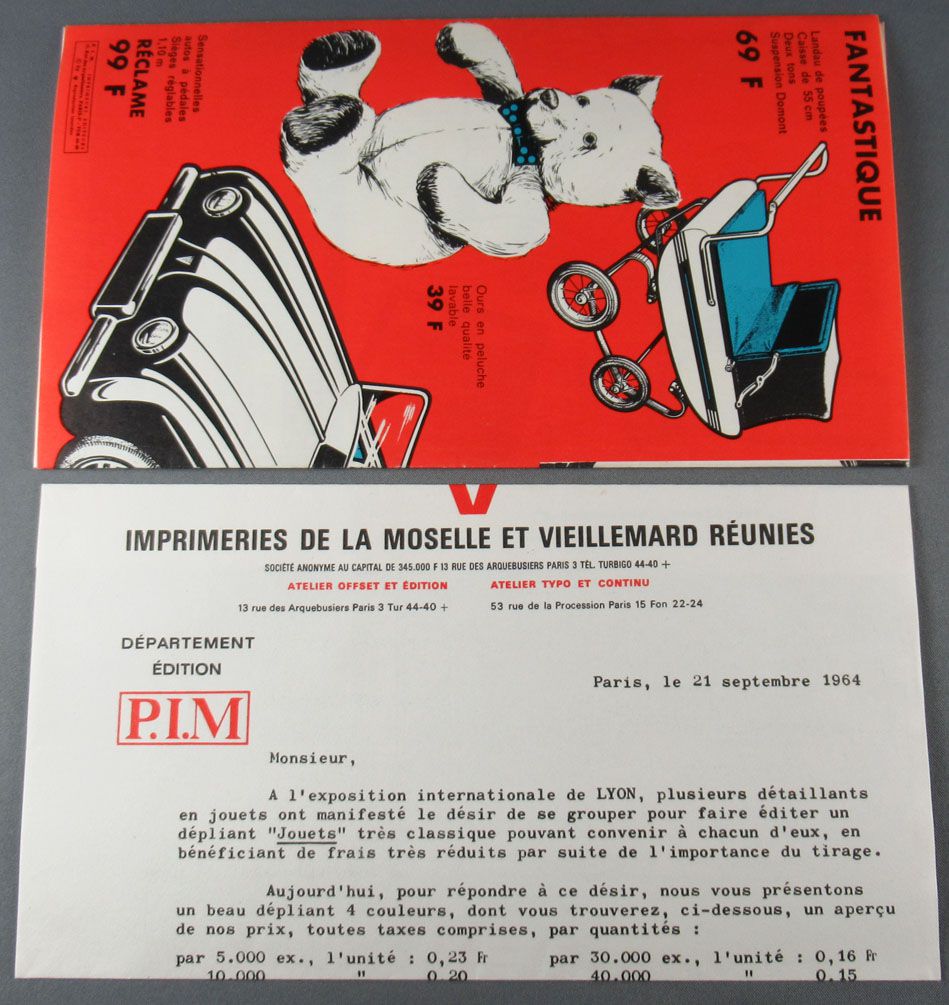 FANTASTIQUE
Landau de poupées
Caisse de 55 cm
Deux tons
Suspension Domont
69 F
Ours en peluche
belle qualité
lavable
39 F
Sensationnelles
autos à pédales
Sièges réglables
1,10 m
RÉCLAME
99 F
V
IMPRIMERIES DE LA MOSELLE ET VIEILLEMARD RÉUNIES
SOCIÉTÉ ANONYME AU CAPITAL DE 345.000 F 13 RUE DES ARQUEBUSIERS PARIS 3 TÉL. TURBIGO 44-40 +
ATELIER OFFSET ET ÉDITION ATELIER TYPO ET CONTINU
13 rue des Arquebusiers Paris 3 Tur 44-40 + 53 rue de la Procession Paris 15 Fon 22-24
DÉPARTEMENT
ÉDITION
P.I.M
Paris, le 21 septembre 1964
Monsieur,
A l'exposition internationale de LYON, plusieurs détaillants
en jouets ont manifesté le désir de se grouper pour faire éditer un
dépliant "Jouets" très classique pouvant convenir à chacun d'eux, en
bénéficiant de frais très réduits par suite de l'importance du tirage.
Aujourd'hui, pour répondre à ce désir, nous vous présentons
un beau dépliant 4 couleurs, dont vous trouverez, ci-dessous, un aperçu
de nos prix, toutes taxes comprises, par quantités :
par 5.000 ex., l'unité : 0,23 Fr par 30.000 ex., l'unité : 0,16 Fr
10.000 " 0,20 40.000 " 0,15